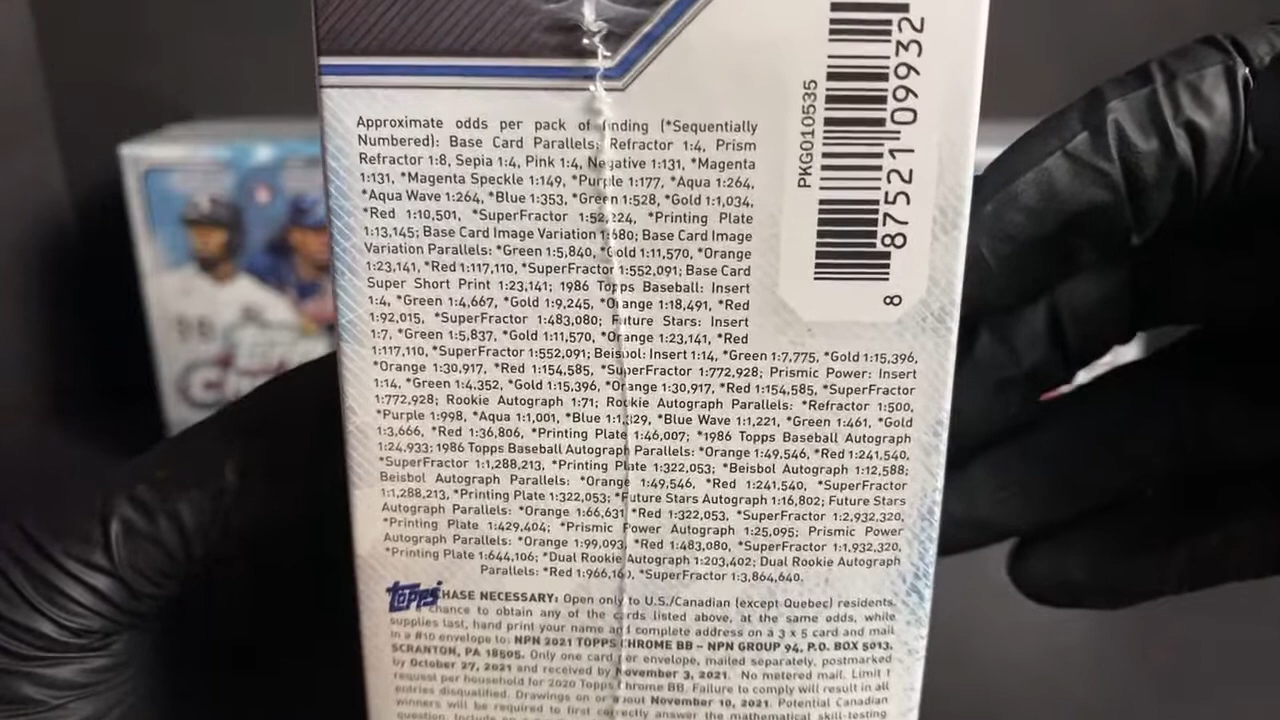 Approximate odds per pack of finding (*Sequentially
Numbered): Base Card Parallels: Refractor 1:4, Prism
Refractor 1:8, Sepia 1:4, Pink 1:4, Negative 1:131, *Magenta
1:131, *Magenta Speckle 1:149, *Purple 1:177, *Aqua 1:264,
*Aqua Wave 1:264, *Blue 1:353, *Green 1:528, *Gold 1:1,034,
*Red 1:10,501, *SuperFractor 1:52,224, *Printing Plate
1:13,145; Base Card Image Variation 1:680; Base Card Image
Variation Parallels: *Green 1:5,840, *Gold 1:11,570, *Orange
1:23,141, *Red 1:117,110, *SuperFractor 1:552,091; Base Card
Super Short Print 1:23,141; 1986 Topps Baseball: Insert
1:4, *Green 1:4,667, *Gold 1:9,245, *Orange 1:18,491, *Red
1:92,015, *SuperFractor 1:483,080; Future Stars: Insert
1:7, *Green 1:5,837, *Gold 1:11,570, *Orange 1:23,141, *Red
1:117,110, *SuperFractor 1:552,091; Beisbol: Insert 1:14, *Green 1:7,775, *Gold 1:15,396,
*Orange 1:30,917, *Red 1:154,585, *SuperFractor 1:772,928; Prismic Power: Insert
1:14, *Green 4,352, *Gold 1:15,396, *Orange 1:30,917, *Red 1:154,585, *SuperFractor
1:772,928; Rookie Autograph 1:71; Rookie Autograph Parallels: *Refractor 1:500,
*Purple 1:998, *Aqua 1:1,001, *Blue 1:1,329, *Blue Wave 1:1,221, *Green 1:461, *Gold
1:3,666, *Red 1:36,806, *Printing Plate 1:46,007; *1986 Topps Baseball Autograph
1:24,933; 1986 Topps Baseball Autograph Parallels: *Orange 1:49,546, *Red 1:241,540,
*SuperFractor 1:1,288,213, *Printing Plate 1:322,053; *Beisbol Autograph 1:12,588;
Beisbol Autograph Parallels: *Orange 1:49,546, *Red 1:241,540, *SuperFractor
1:1,288,213, *Printing Plate 1:322,053; *Future Stars Autograph 1:16,802; Future Stars
Autograph Parallels: *Orange 1:66,631 *Red 1:322,053, *SuperFractor 1:2,932,320,
*Printing Plate 1:429,404; *Prismic Power Autograph 1:25,095; Prismic Power
Autograph Parallels: *Orange 1:99,093, *Red 1:483,080, *SuperFractor 1:1,932,320,
*Printing Plate 1:644,106; *Dual Rookie Autograph 1:203,402; Dual Rookie Autograph
Parallels: *Red 1:966,160, *SuperFractor 1:3,864,640.
Topps
HASE NECESSARY: Open only to U.S./Canadian (except Quebec) residents.
chance to obtain any of the cards listed above, at the same odds, while
supplies last, hand print your name and complete address on a 3 x 5 card and mail
in a #10 envelope to: NPN 2021 TOPPS CHROME BB – NPN GROUP 94, P.O. BOX 5013,
SCRANTON, PA 18505. Only one card per envelope, mailed separately, postmarked
by October 27, 2021 and received by November 3, 2021. No metered mail. Limit 1
request per household for 2020 Topps Chrome BB. Failure to comply will result in all
entries disqualified. Drawings on or about November 10, 2021. Potential Canadian
winners will be required to first correctly answer the mathematical skill-testing
question.
PKG010535
8 87521 09932